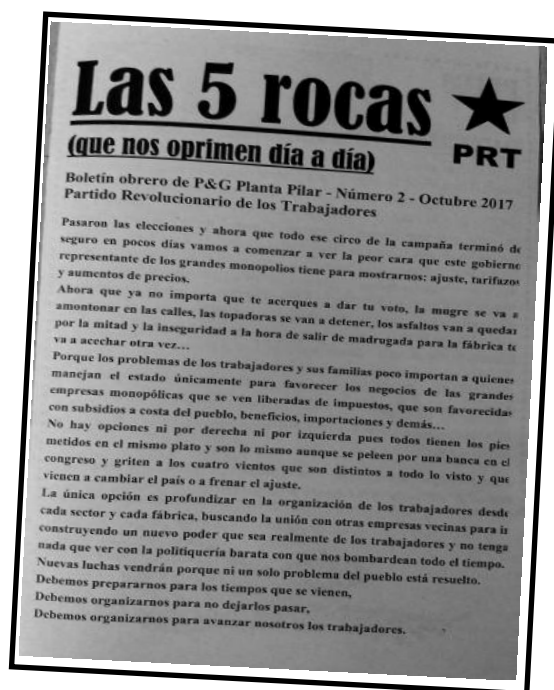 Las 5 rocas
PRT
(que nos oprimen día a día)
Boletín obrero de P&G Planta Pilar - Número 2 - Octubre 2017
Partido Revolucionario de los Trabajadores
Pasaron las elecciones y ahora que todo ese circo de la campaña terminó de
seguro en pocos días vamos a comenzar a ver la peor cara que este gobierno
representante de los grandes monopolios tiene para mostrarnos: ajuste, tarifazos
y aumentos de precios.
Ahora que ya no importa que te acerques a dar tu voto, la mugre se va a
amontonar en las calles, las topadoras se van a detener, los asfaltos van a quedar
por la mitad y la inseguridad a la hora de salir de madrugada para la fábrica te
va a acechar otra vez...
Porque los problemas de los trabajadores y sus familias poco importan a quienes
manejan el estado únicamente para favorecer los negocios de las grandes
empresas monopólicas que se ven liberadas de impuestos, que son favorecidas
con subsidios a costa del pueblo, beneficios, importaciones y demás...
No hay opciones ni por derecha ni por izquierda pues todos tienen los pies
metidos en el mismo plato y son lo mismo aunque se peleen por una banca en el
congreso y griten a los cuatro vientos que son distintos a todo lo visto y que
vienen a cambiar el país o a frenar el ajuste.
La única opción es profundizar en la organización de los trabajadores desde
cada sector y cada fábrica, buscando la unión con otras empresas vecinas para ir
construyendo un nuevo poder que sea realmente de los trabajadores y no tenga
nada que ver con la politiquería barata con que nos bombardean todo el tiempo.
Nuevas luchas vendrán porque ni un solo problema del pueblo está resuelto.
Debemos prepararnos para los tiempos que se vienen,
Debemos organizarnos para no dejarlos pasar,
Debemos organizarnos para avanzar nosotros los trabajadores.